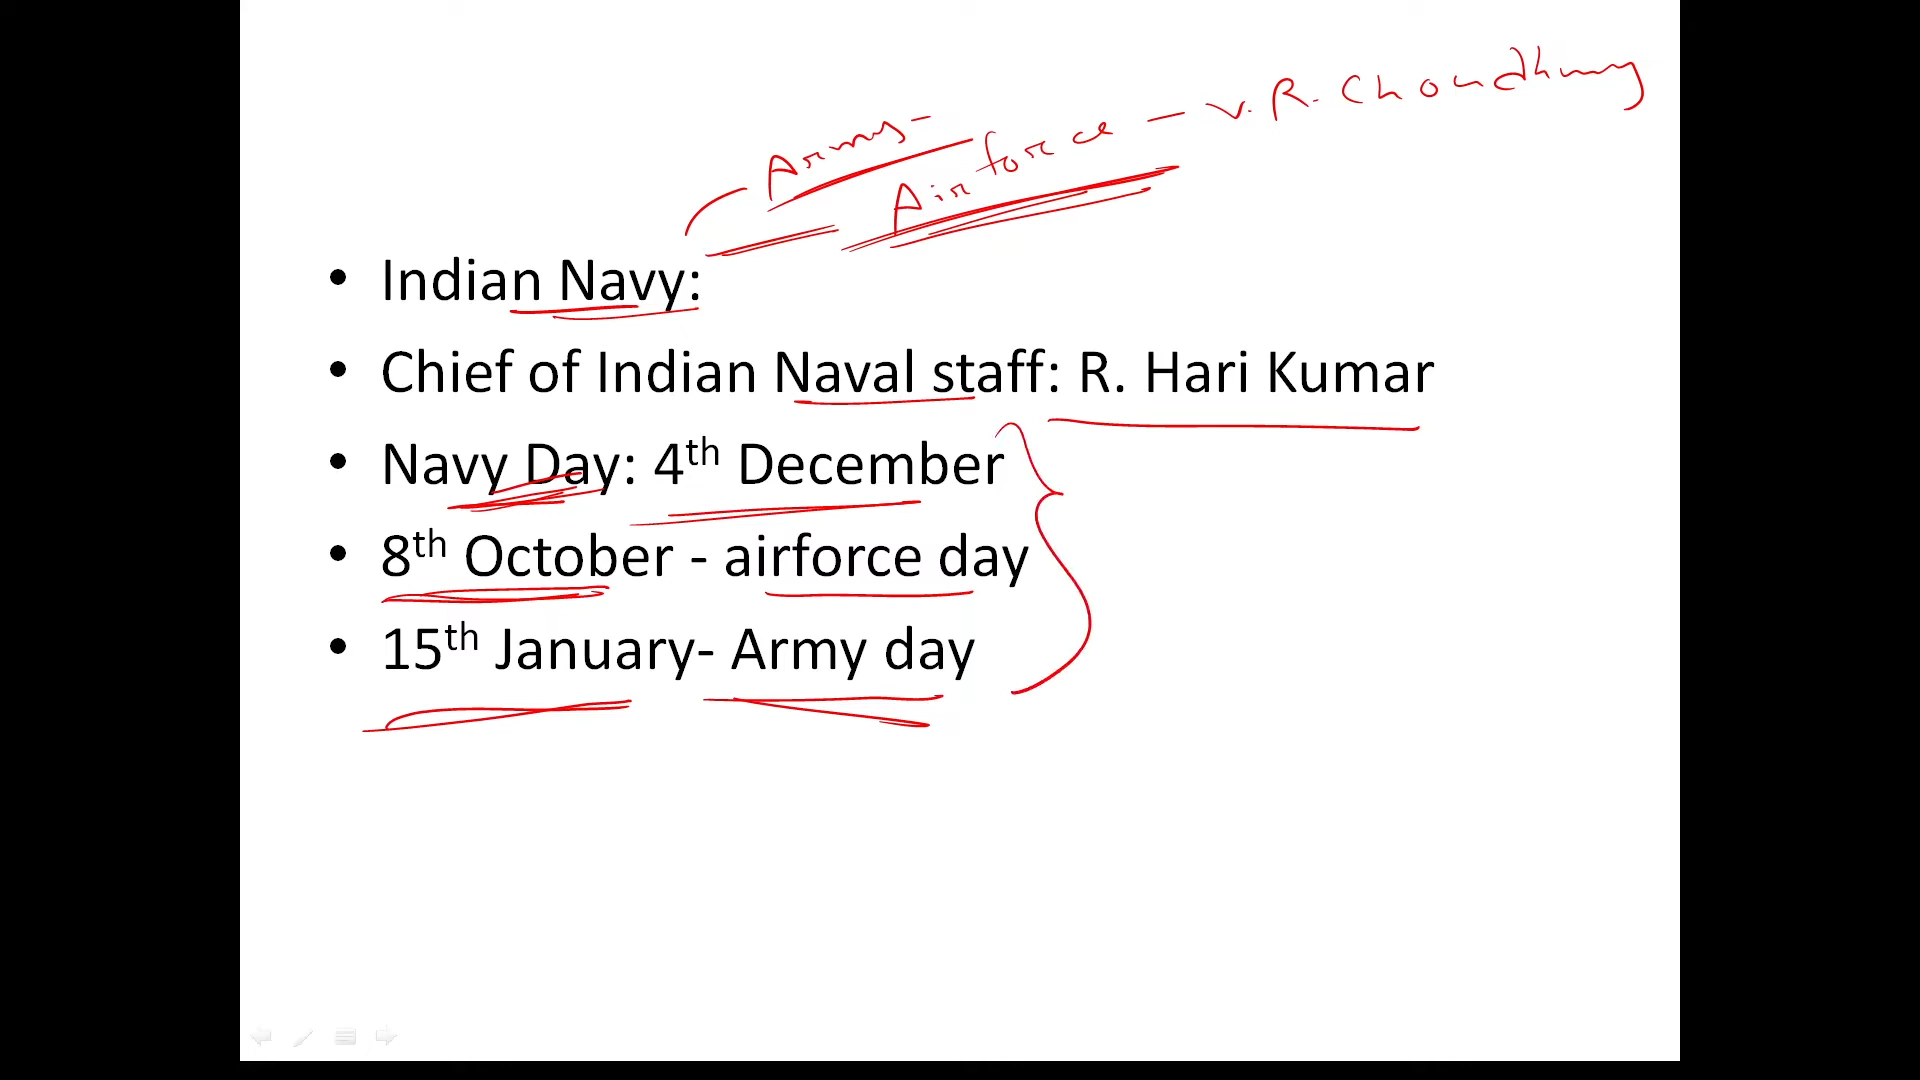 Army -
Airforce - V. R. Choudhury
• Indian Navy:
• Chief of Indian Naval staff: R. Hari Kumar
• Navy Day: 4th December
• 8th October - airforce day
• 15th January- Army day